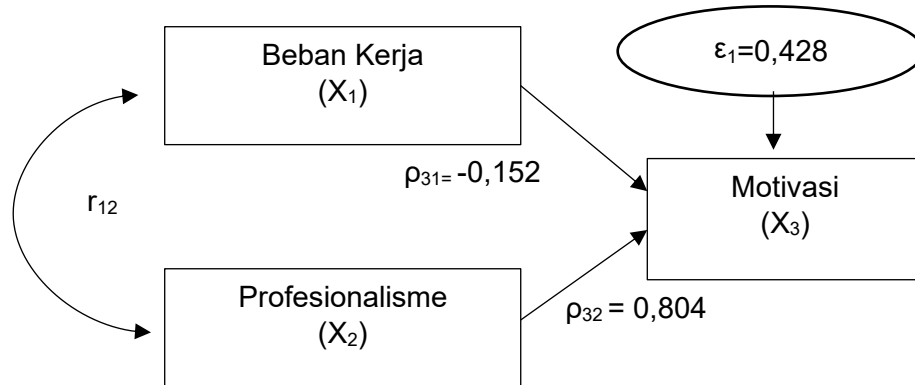 Beban Kerja
(X₁)
ε₁=0,428
ρ₃₁= -0,152
Motivasi
(X₃)
r₁₂
Profesionalisme
(X₂)
ρ₃₂ = 0,804